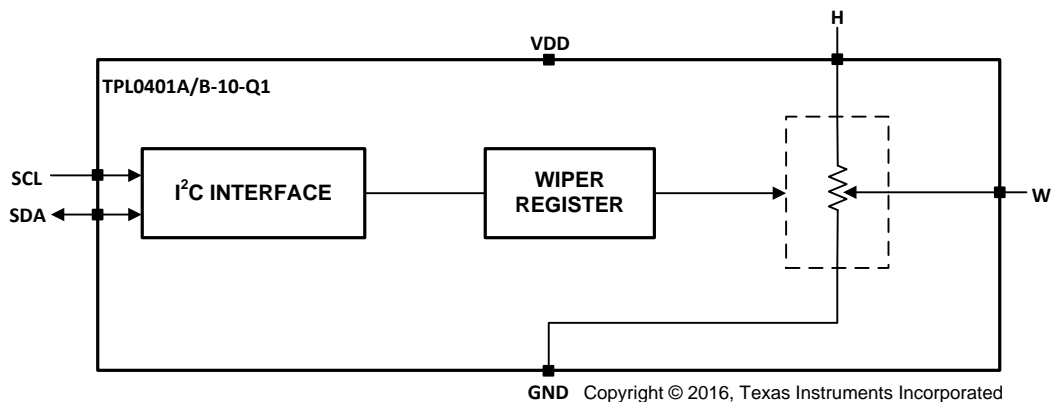 H
VDD
TPL0401A/B-10-Q1
SCL
SDA
I²C INTERFACE
WIPER
REGISTER
W
GND
Copyright © 2016, Texas Instruments Incorporated